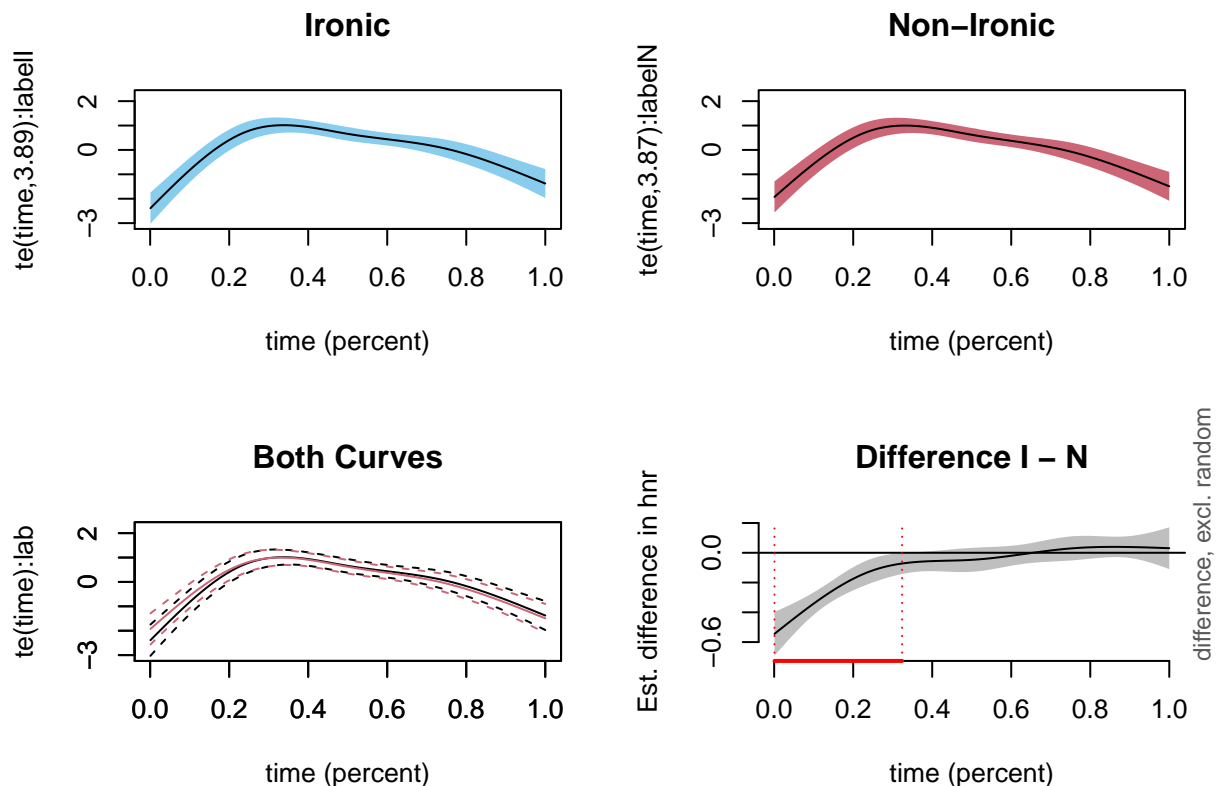 Ironic
te(time,3.89):labelI
2
0
−3
0.0 0.2 0.4 0.6 0.8 1.0
time (percent)
Non−Ironic
te(time,3.87):labelN
2
0
−3
0.0 0.2 0.4 0.6 0.8 1.0
time (percent)
Both Curves
te(time):lab
2
0
−3
0.0 0.2 0.4 0.6 0.8 1.0
time (percent)
Difference I − N
Est. difference in hnr
0.0
−0.6
0.0 0.2 0.4 0.6 0.8 1.0
time (percent)
difference, excl. random